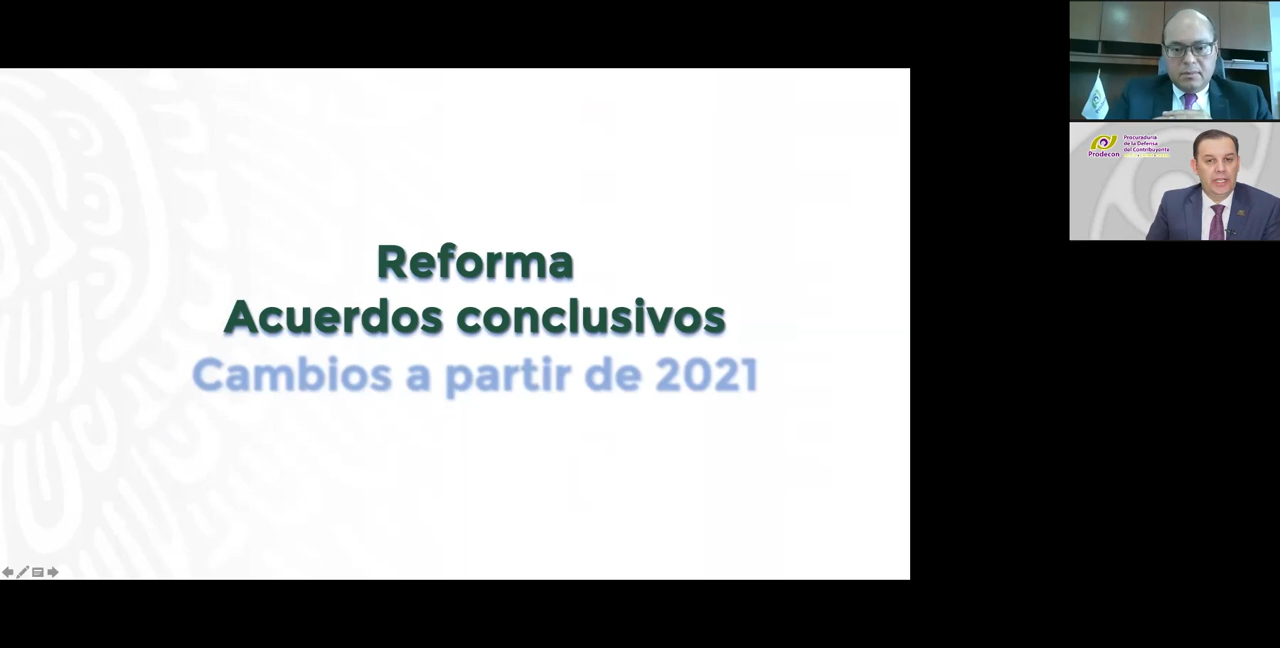 Reforma
Acuerdos conclusivos
Cambios a partir de 2021
Prodecon
Procuraduría
de la Defensa
del Contribuyente